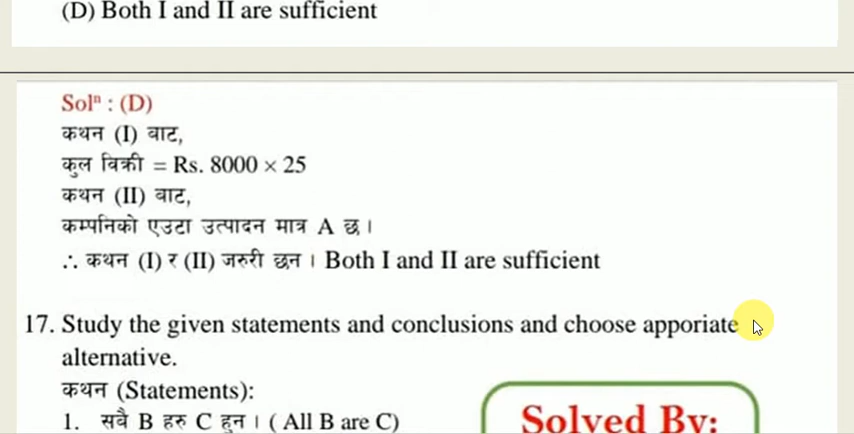 (D) Both I and II are sufficient
Solⁿ : (D)
कथन (I) बाट,
कुल बिक्री = Rs. 8000 × 25
कथन (II) बाट,
कम्पनिको एउटा उत्पादन मात्र A छ ।
∴ कथन (I) र (II) जरुरी छन । Both I and II are sufficient
17. Study the given statements and conclusions and choose apporiate
alternative.
कथन (Statements):
1. सबै B हरु C हुन । ( All B are C)
Solved By: